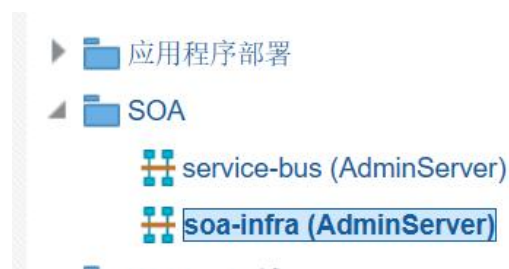 应用程序部署
SOA
service-bus (AdminServer)
soa-infra (AdminServer)